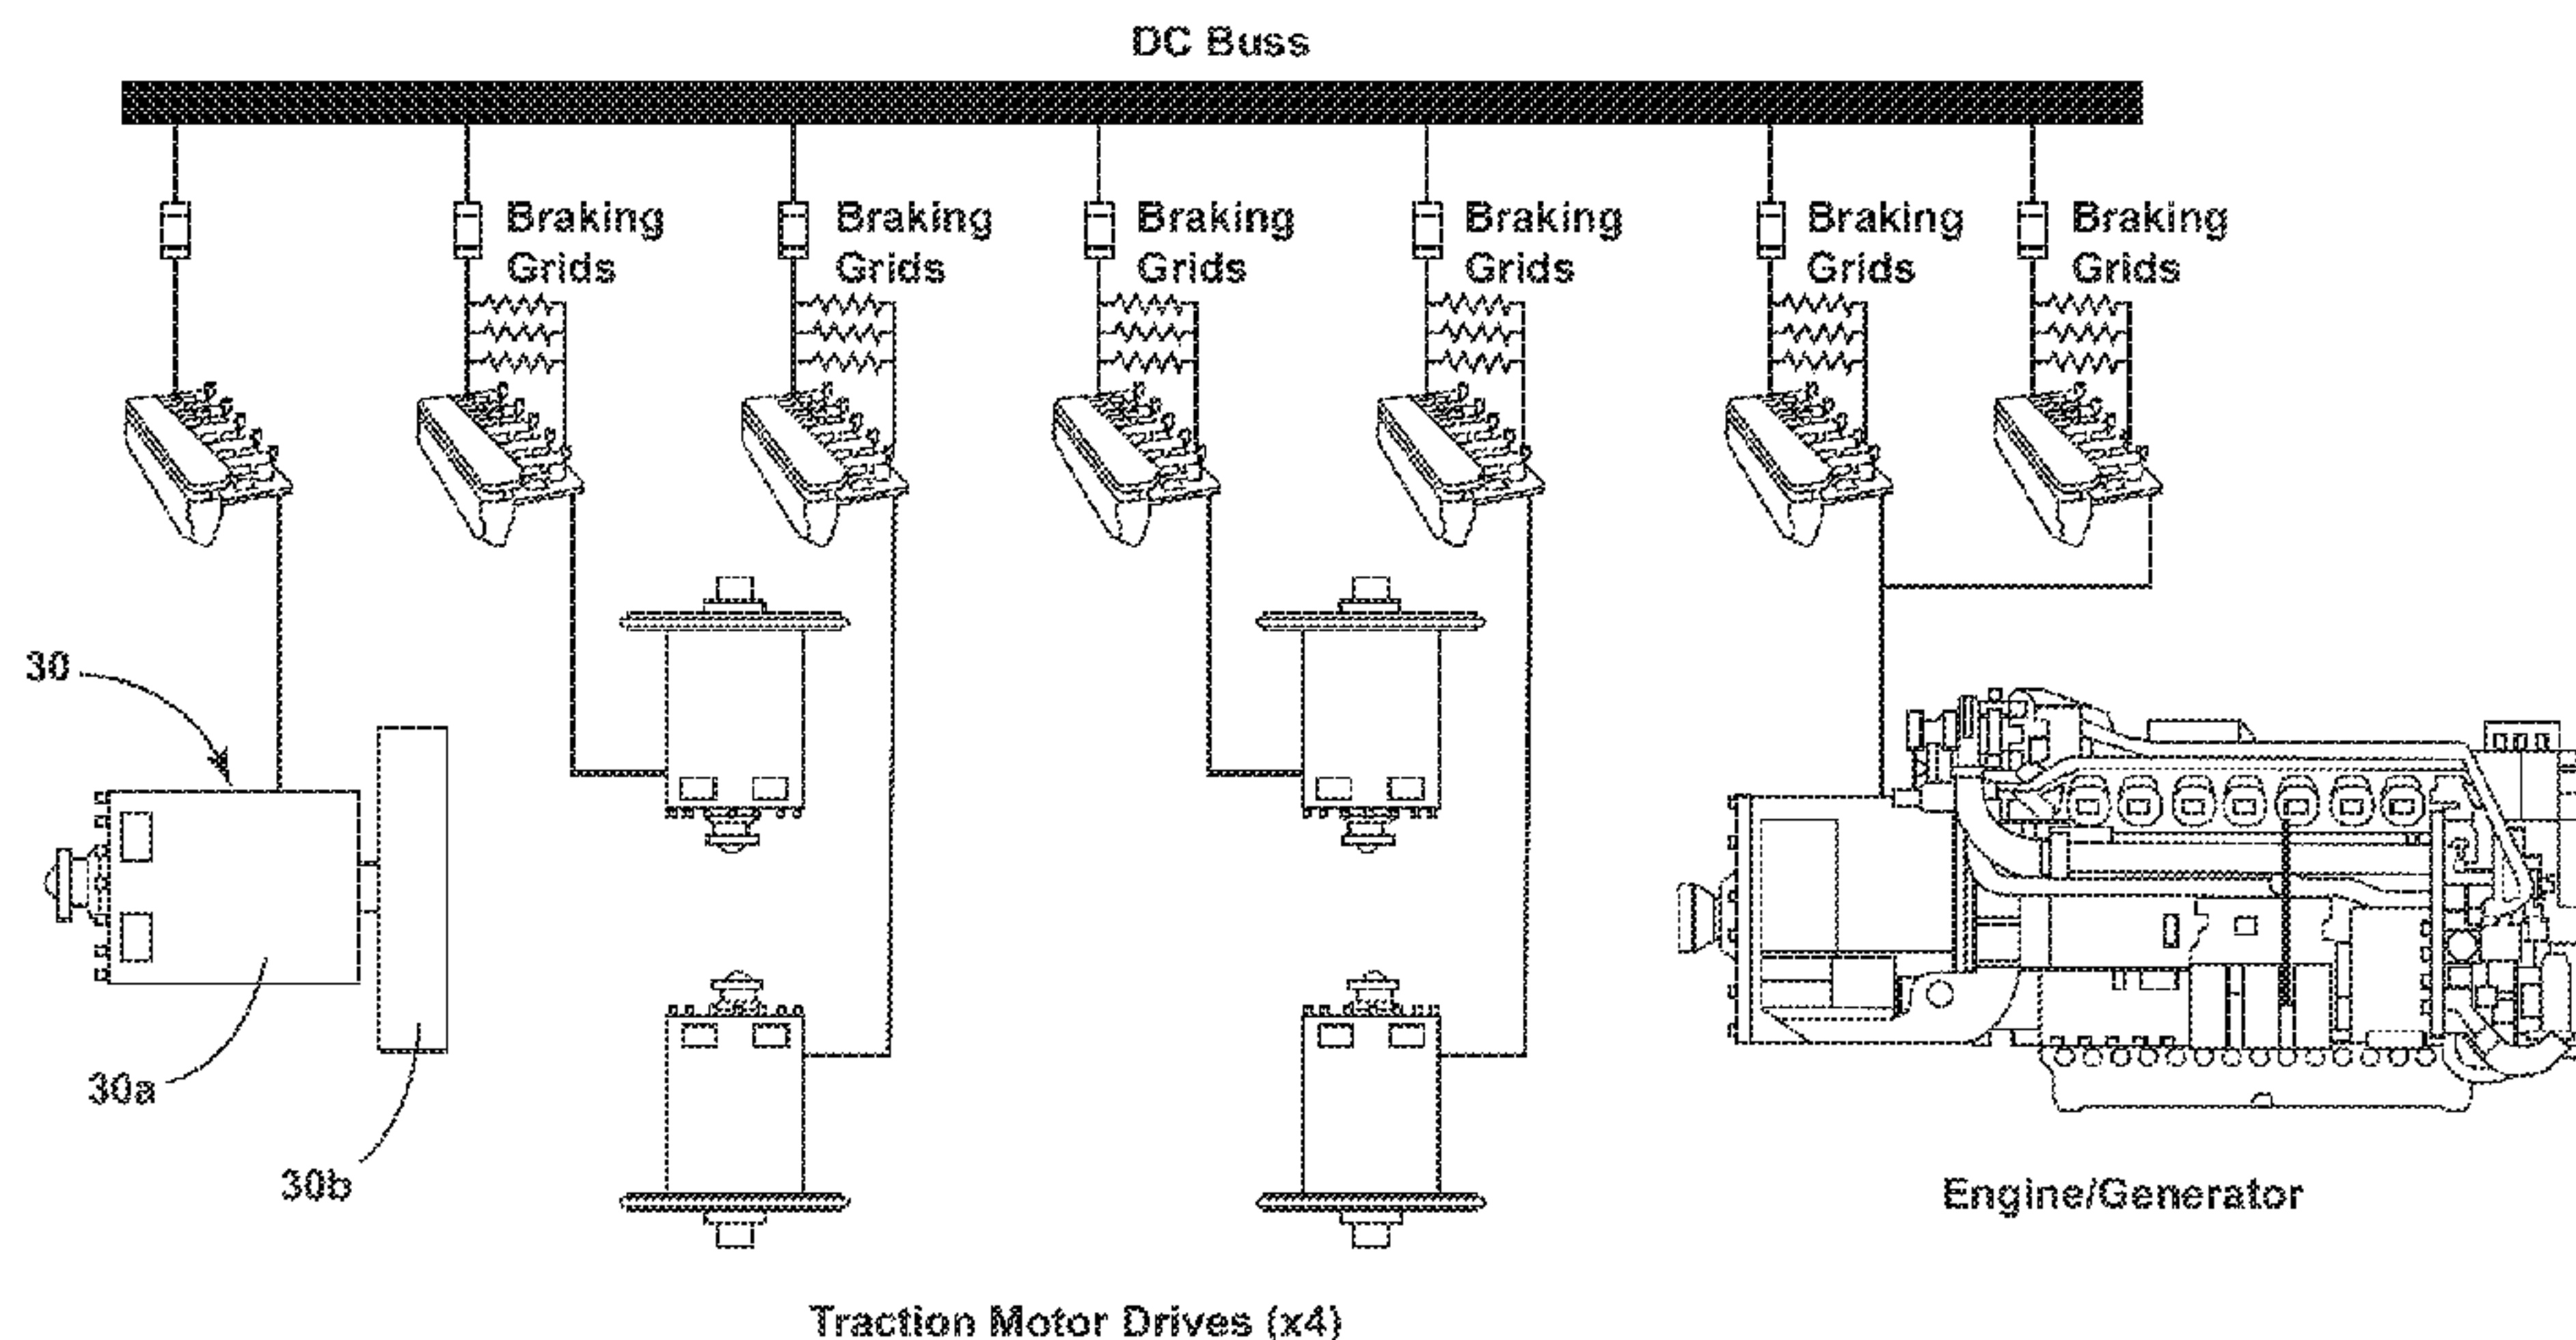 DC Buss
Braking
Grids
Braking
Grids
Braking
Grids
Braking
Grids
Braking
Grids
Braking
Grids
30
30a
30b
Engine/Generator
Traction Motor Drives (x4)